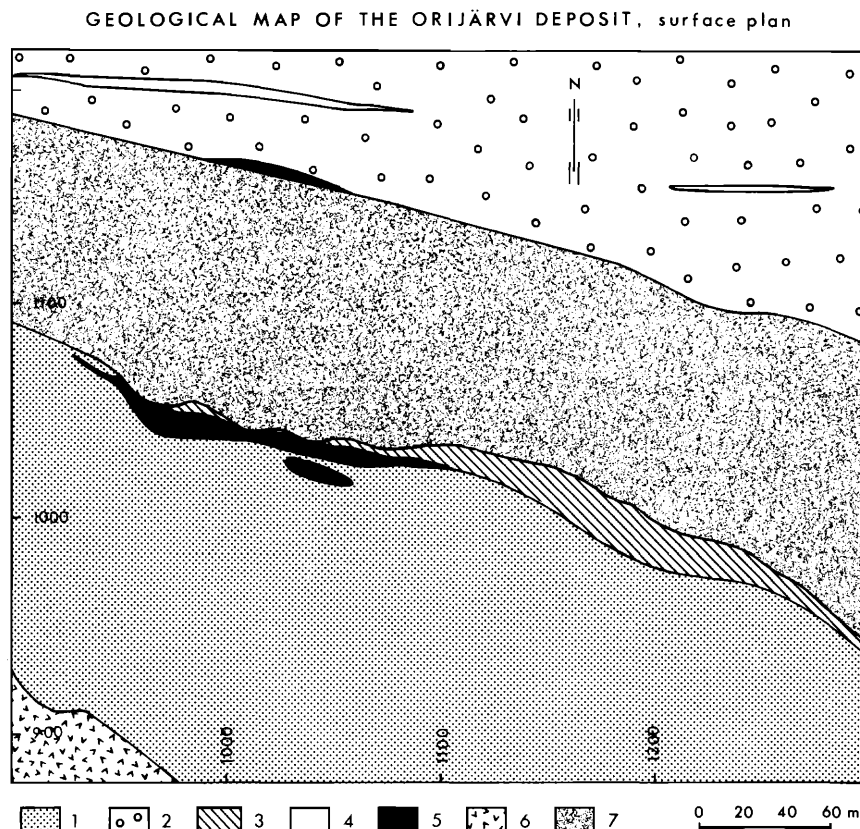 GEOLOGICAL MAP OF THE ORIJÄRVI DEPOSIT, surface plan
N
1100
1000
900
1000
1100
1200
1 2 3 4 5 6 7
0 20 40 60 m